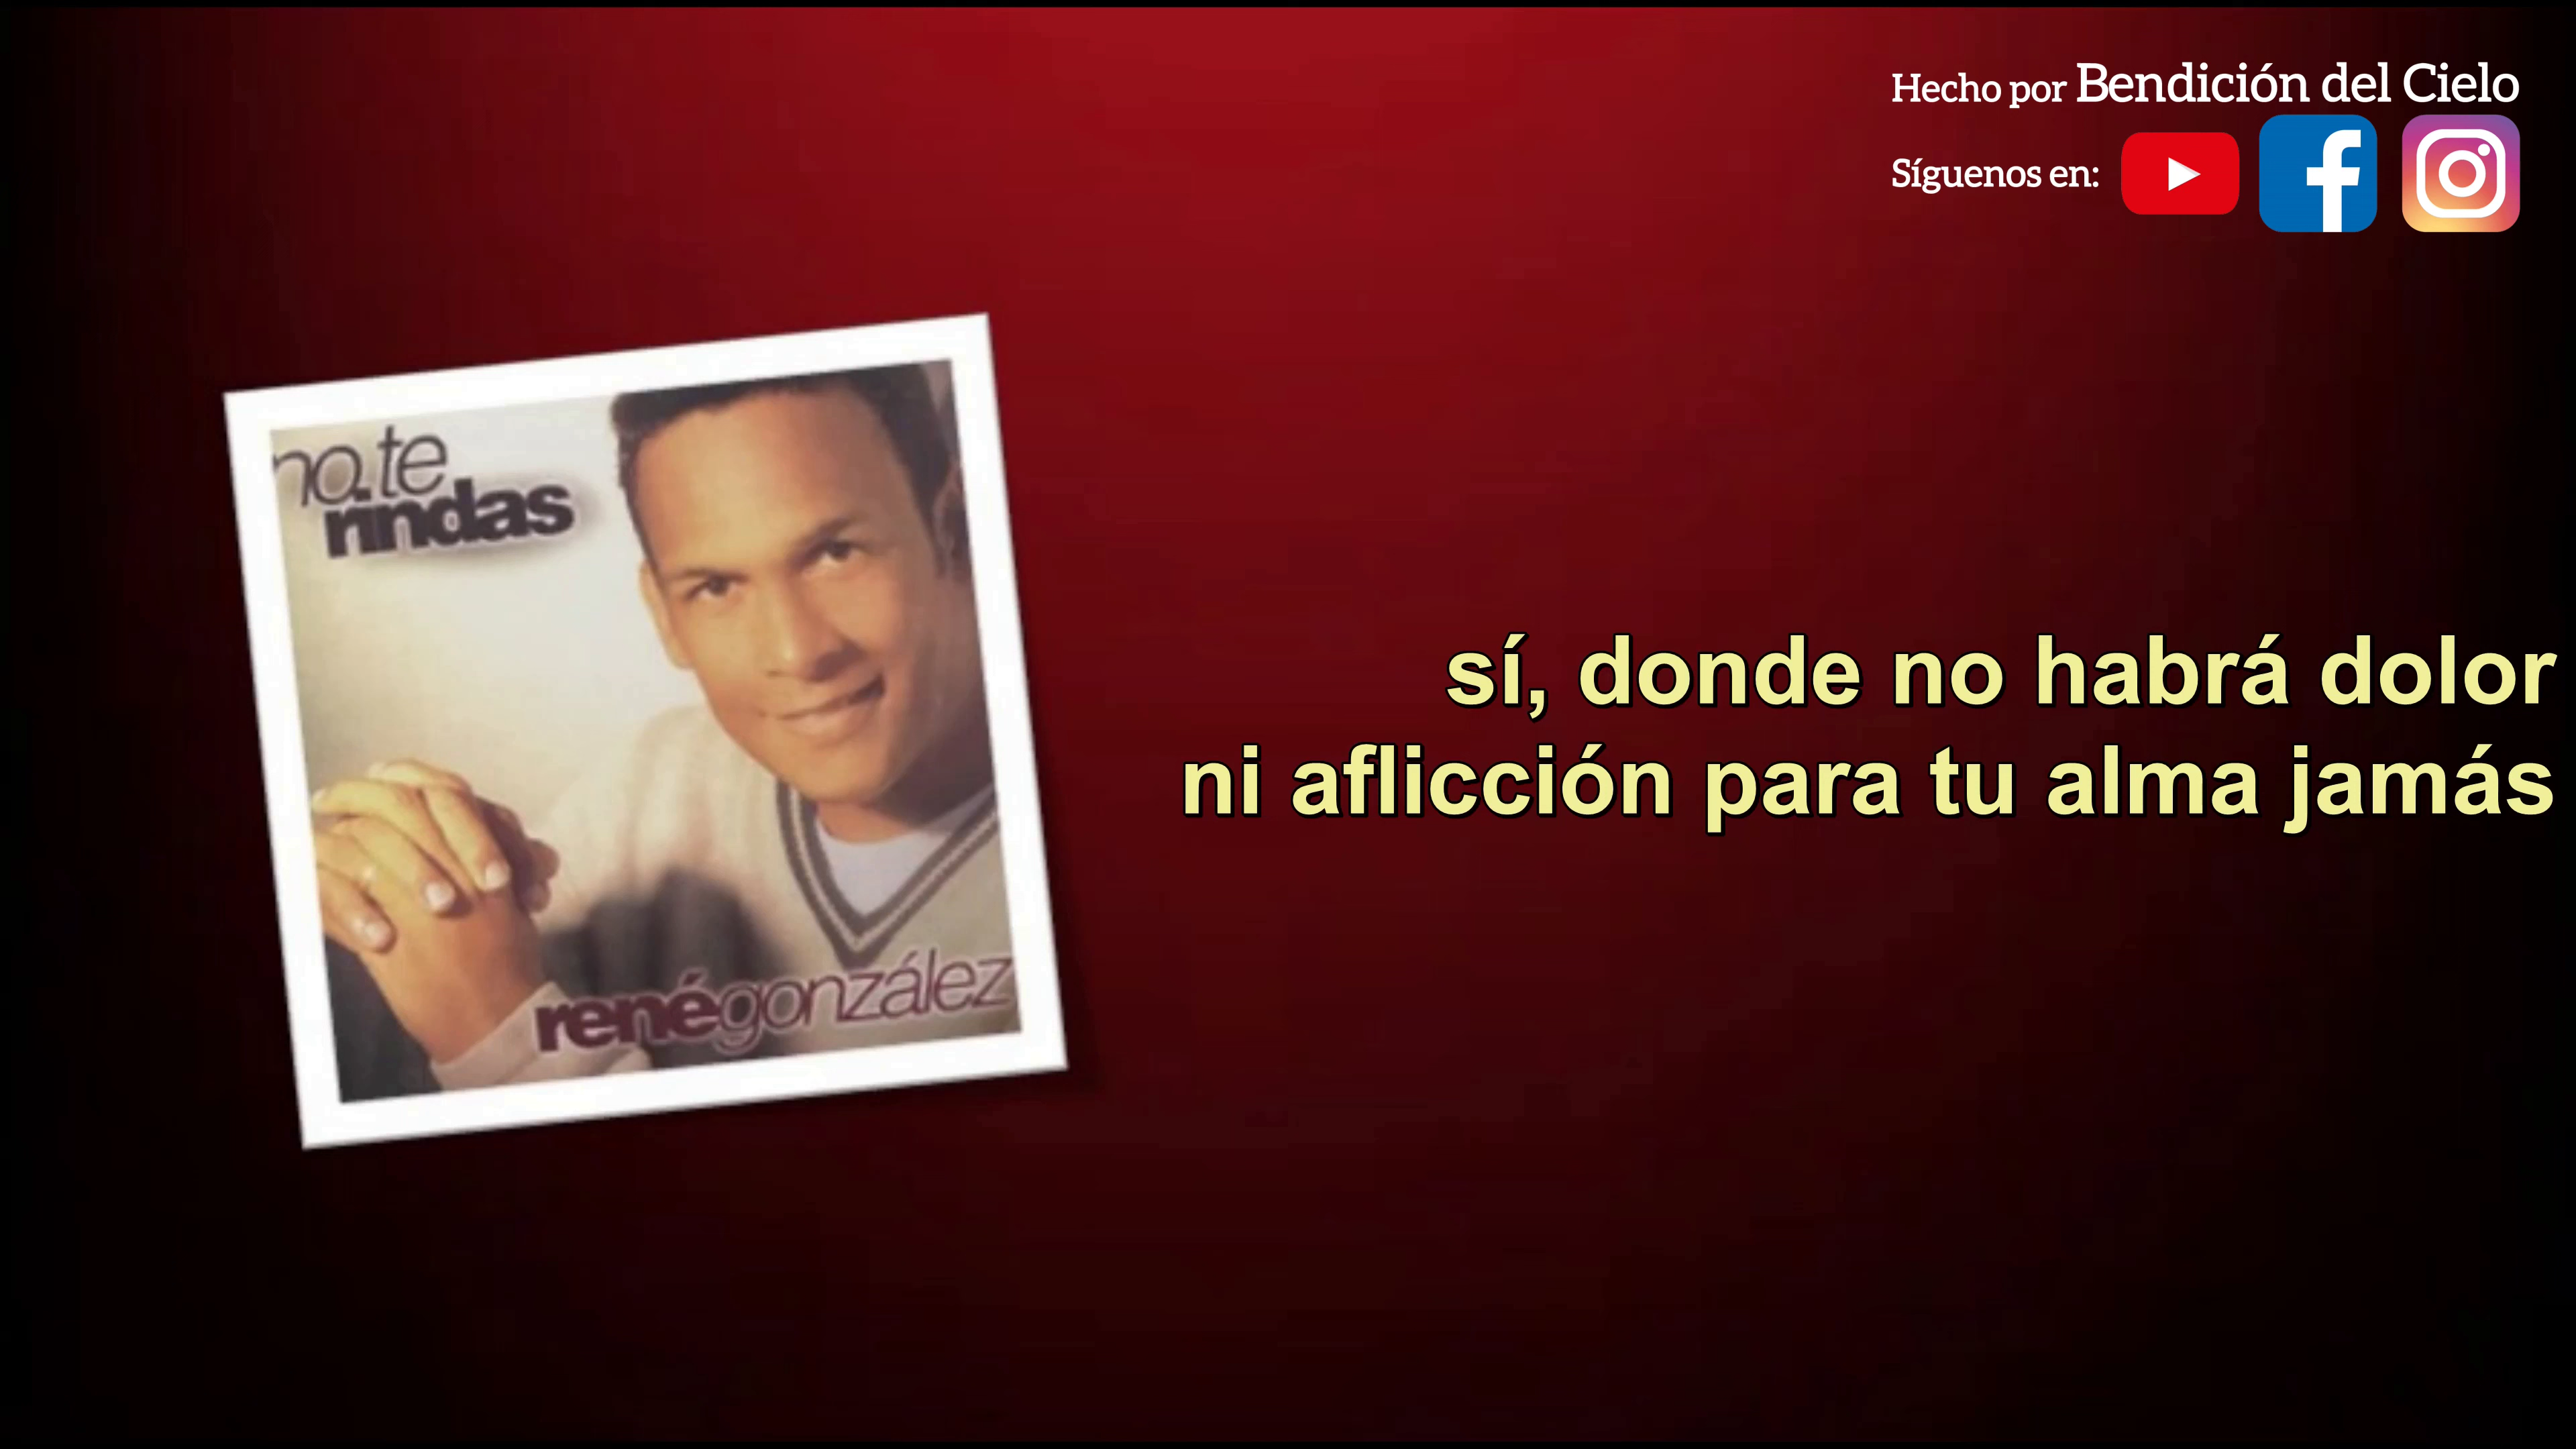 Hecho por Bendición del Cielo
Síguenos en:
no te
rindas
renégonzález
sí, donde no habrá dolor
ni aflicción para tu alma jamás